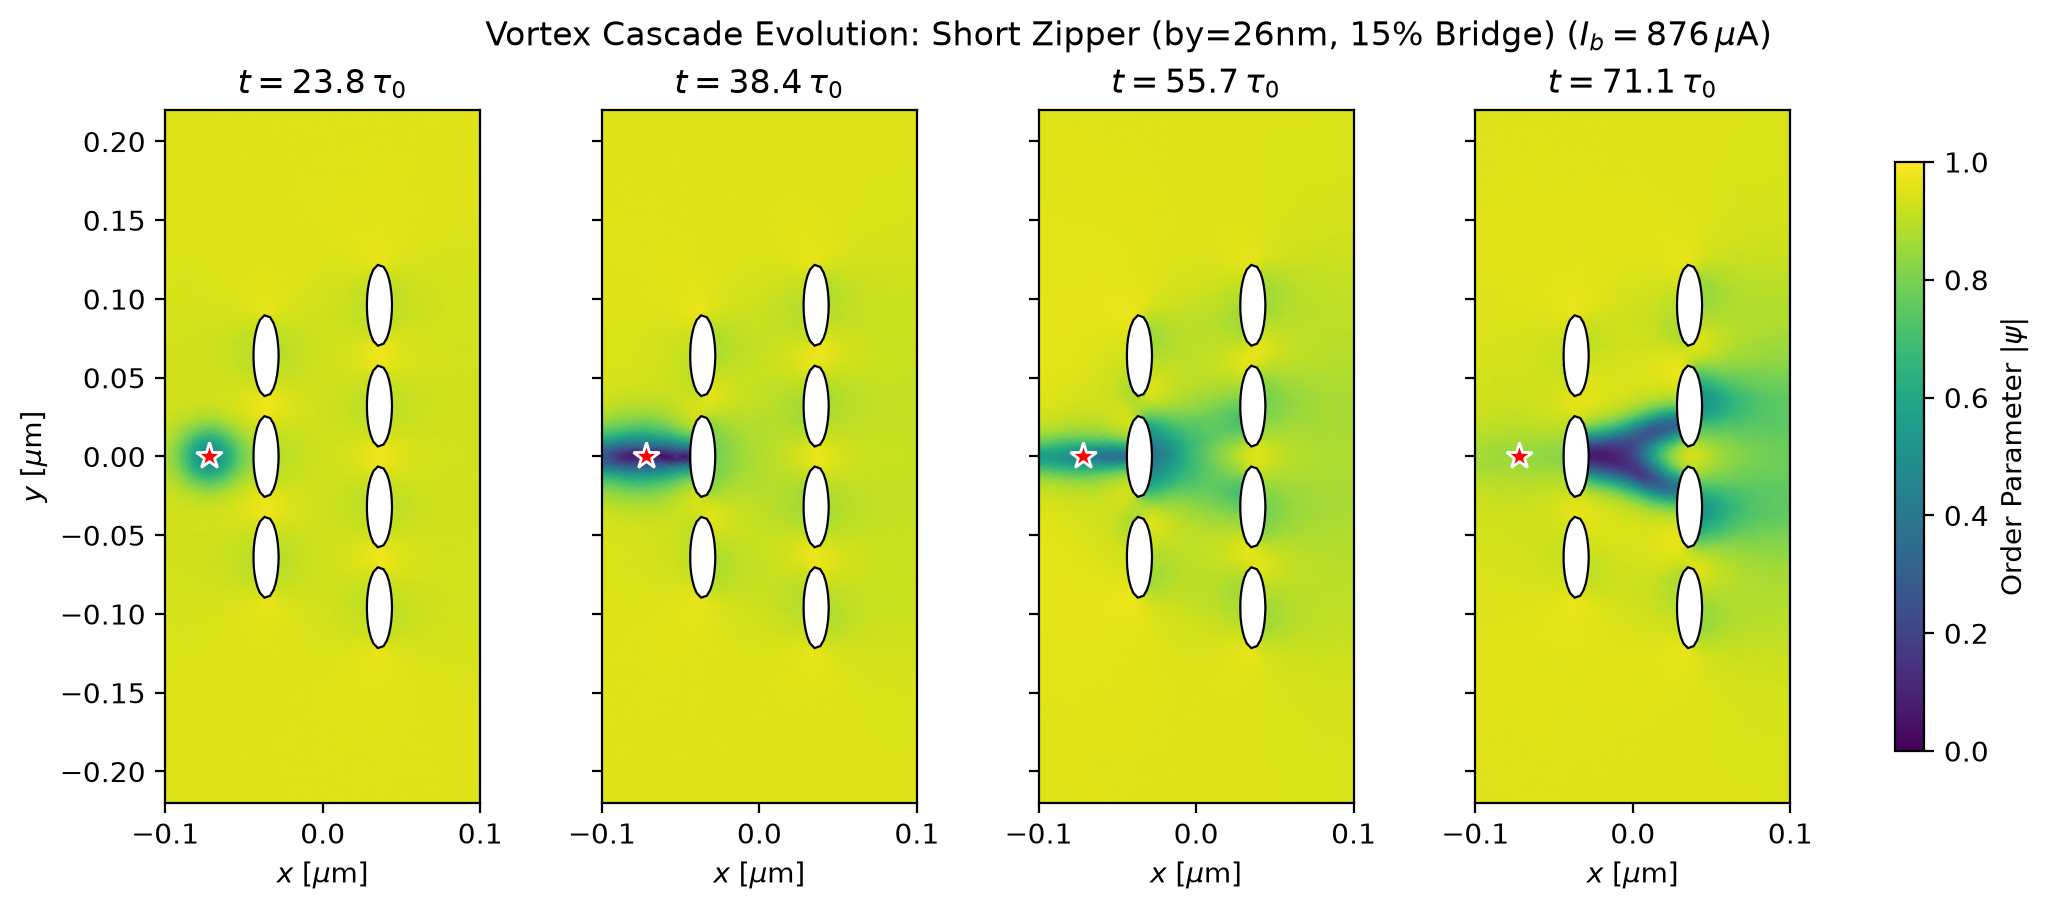 Vortex Cascade Evolution: Short Zipper (by=26nm, 15% Bridge) (I_b = 876 μA)
t = 23.8 τ₀
t = 38.4 τ₀
t = 55.7 τ₀
t = 71.1 τ₀
y [μm]
0.20
0.15
0.10
0.05
0.00
−0.05
−0.10
−0.15
−0.20
−0.1 0.0 0.1
−0.1 0.0 0.1
−0.1 0.0 0.1
−0.1 0.0 0.1
x [μm]
x [μm]
x [μm]
x [μm]
1.0
0.8
0.6
0.4
0.2
0.0
Order Parameter |ψ|